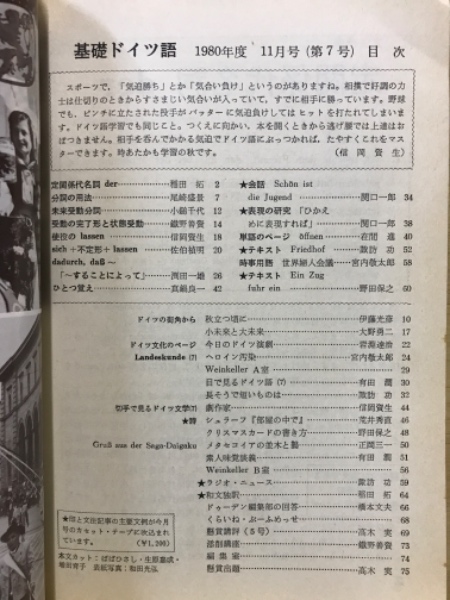 基礎ドイツ語 1980年度 11月号(第7号) 目次
スポーツで,「気迫勝ち」とか「気合い負け」というのがありますね。相撲で好調の力
士は仕切りのときからすさまじい気合いが入っていて, すでに相手に勝っています。野球
でも, ピンチに立たされた投手がバッターに気迫負けしてはヒットを打たれてしまいま
す。ドイツ語学習でも同じこと。つくえに向かい, 本を開くときから逃げ腰では上達はお
ぼつきません。相手を呑んでかかる気迫でドイツ語にぶっつかれば, たやすくこれをマス
ターできます。時あたかも学習の秋です。 (信岡資生)
定関係代名詞 der 稲田 拓 2
分詞の用法 尾崎盛景 7
未来受動分詞 小舗千代 12
受動の完了形と状態受動 鐵野善資 14
使役の lassen 信岡資生 18
sich+不定形+lassen 佐伯槙明 20
dadurch, daß~
「~することによって」 岡田一雄 26
ひとつ覚え 真鍋良一 42
★会話 Schön ist
die Jugend 関口一郎 34
★表現の研究「ひかえ
めに表現すれば」 関口一郎 38
単語のページ öffnen 在間 進 40
★テキスト Friedhof 諏訪 功 52
時事用語 世界婦人会議 宮内敬太郎 58
★テキスト Ein Zug
fuhr ein 野田保之 60
ドイツの街角から 秋立つ頃に 伊藤光彦 10
小未来と大未来 大野勇二 17
ドイツ文化のページ 今日のドイツ演劇 岩淵達治 22
Landeskunde (7) ヘロイン汚染 宮内敬太郎 24
Weinkeller A室 29
目で見るドイツ語(7) 有田 潤 30
長そうで短いものは 諏訪 功 32
切手で見るドイツ文学(7) 劇作家 信岡資生 44
★詩 シュラーフ『部屋の中で』 荒井秀直 46
クリスマスカードの書き方 野田保之 48
Gruß aus der Saga-Daigaku メタセコイアの並木と鵲 正間三一 50
素人味覚談義 有田 潤 51
Weinkeller B室 56
★ラジオ・ニュース 諏訪 功 59
★和文独訳 稲田 拓 64
ドゥーデン編集部の回答 橋本文夫 66
くらいね・ぶーふめっせ 68
懸賞講評(5号) 高木 実 69
添削講座 鐵野善資 73
編集室 74
懸賞出題 高木 実 75
★印と文法記事の主要文例が今月
号のカセット・テープに吹込まれ
ています。 (¥1,200)
本文カット:ばばひさし・生原葉成・
増田育子 表紙写真:和田光弘